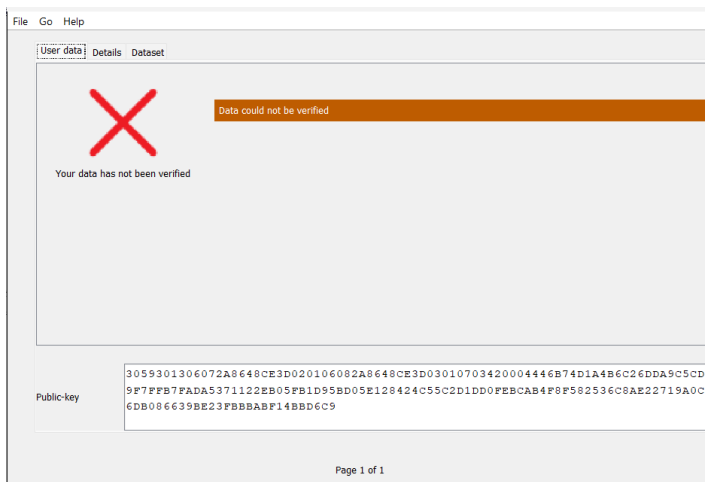 File Go Help
User data Details Dataset
Data could not be verified
Your data has not been verified
3059301306072A8648CE3D020106082A8648CE3D03010703420004446B74D1A4B6C26DDA9C5CD
9F7FFB7FADA5371122EB05FB1D95BD05E128424C55C2D1DD0FEBCAB4F8F582536C8AE22719A0C
Public-key
6DB086639BE23FBBBABF14BBD6C9
Page 1 of 1